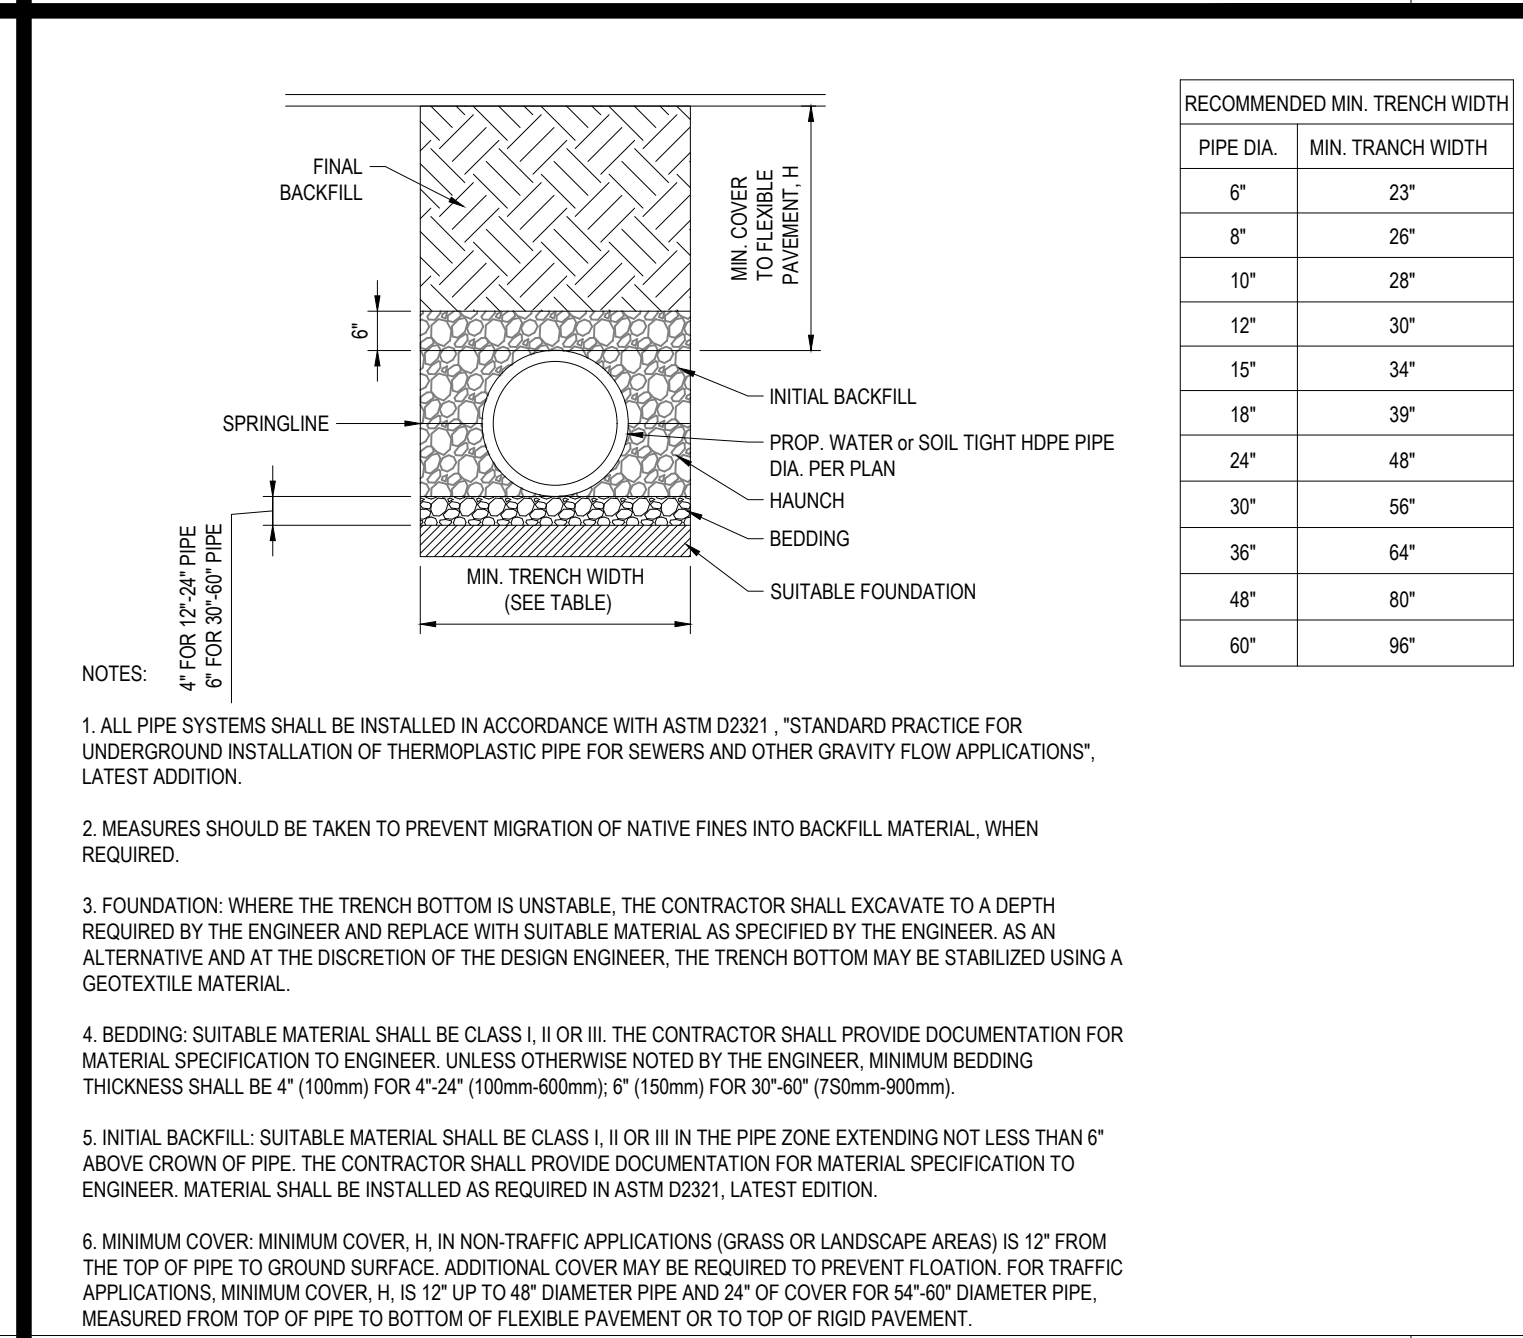 FINAL
BACKFILL
MIN. COVER
TO FLEXIBLE
PAVEMENT, H
6"
INITIAL BACKFILL
SPRINGLINE
PROP. WATER or SOIL TIGHT HDPE PIPE
DIA. PER PLAN
HAUNCH
BEDDING
SUITABLE FOUNDATION
MIN. TRENCH WIDTH
(SEE TABLE)
4" FOR 12"-24" PIPE
6" FOR 30"-60" PIPE
RECOMMENDED MIN. TRENCH WIDTH
PIPE DIA. MIN. TRANCH WIDTH
6" 23"
8" 26"
10" 28"
12" 30"
15" 34"
18" 39"
24" 48"
30" 56"
36" 64"
48" 80"
60" 96"
NOTES:
1. ALL PIPE SYSTEMS SHALL BE INSTALLED IN ACCORDANCE WITH ASTM D2321 , "STANDARD PRACTICE FOR
UNDERGROUND INSTALLATION OF THERMOPLASTIC PIPE FOR SEWERS AND OTHER GRAVITY FLOW APPLICATIONS",
LATEST ADDITION.
2. MEASURES SHOULD BE TAKEN TO PREVENT MIGRATION OF NATIVE FINES INTO BACKFILL MATERIAL, WHEN
REQUIRED.
3. FOUNDATION: WHERE THE TRENCH BOTTOM IS UNSTABLE, THE CONTRACTOR SHALL EXCAVATE TO A DEPTH
REQUIRED BY THE ENGINEER AND REPLACE WITH SUITABLE MATERIAL AS SPECIFIED BY THE ENGINEER. AS AN
ALTERNATIVE AND AT THE DISCRETION OF THE DESIGN ENGINEER, THE TRENCH BOTTOM MAY BE STABILIZED USING A
GEOTEXTILE MATERIAL.
4. BEDDING: SUITABLE MATERIAL SHALL BE CLASS I, II OR III. THE CONTRACTOR SHALL PROVIDE DOCUMENTATION FOR
MATERIAL SPECIFICATION TO ENGINEER. UNLESS OTHERWISE NOTED BY THE ENGINEER, MINIMUM BEDDING
THICKNESS SHALL BE 4" (100mm) FOR 4"-24" (100mm-600mm); 6" (150mm) FOR 30"-60" (7S0mm-900mm).
5. INITIAL BACKFILL: SUITABLE MATERIAL SHALL BE CLASS I, II OR III IN THE PIPE ZONE EXTENDING NOT LESS THAN 6"
ABOVE CROWN OF PIPE. THE CONTRACTOR SHALL PROVIDE DOCUMENTATION FOR MATERIAL SPECIFICATION TO
ENGINEER. MATERIAL SHALL BE INSTALLED AS REQUIRED IN ASTM D2321, LATEST EDITION.
6. MINIMUM COVER: MINIMUM COVER, H, IN NON-TRAFFIC APPLICATIONS (GRASS OR LANDSCAPE AREAS) IS 12" FROM
THE TOP OF PIPE TO GROUND SURFACE. ADDITIONAL COVER MAY BE REQUIRED TO PREVENT FLOATION. FOR TRAFFIC
APPLICATIONS, MINIMUM COVER, H, IS 12" UP TO 48" DIAMETER PIPE AND 24" OF COVER FOR 54"-60" DIAMETER PIPE,
MEASURED FROM TOP OF PIPE TO BOTTOM OF FLEXIBLE PAVEMENT OR TO TOP OF RIGID PAVEMENT.